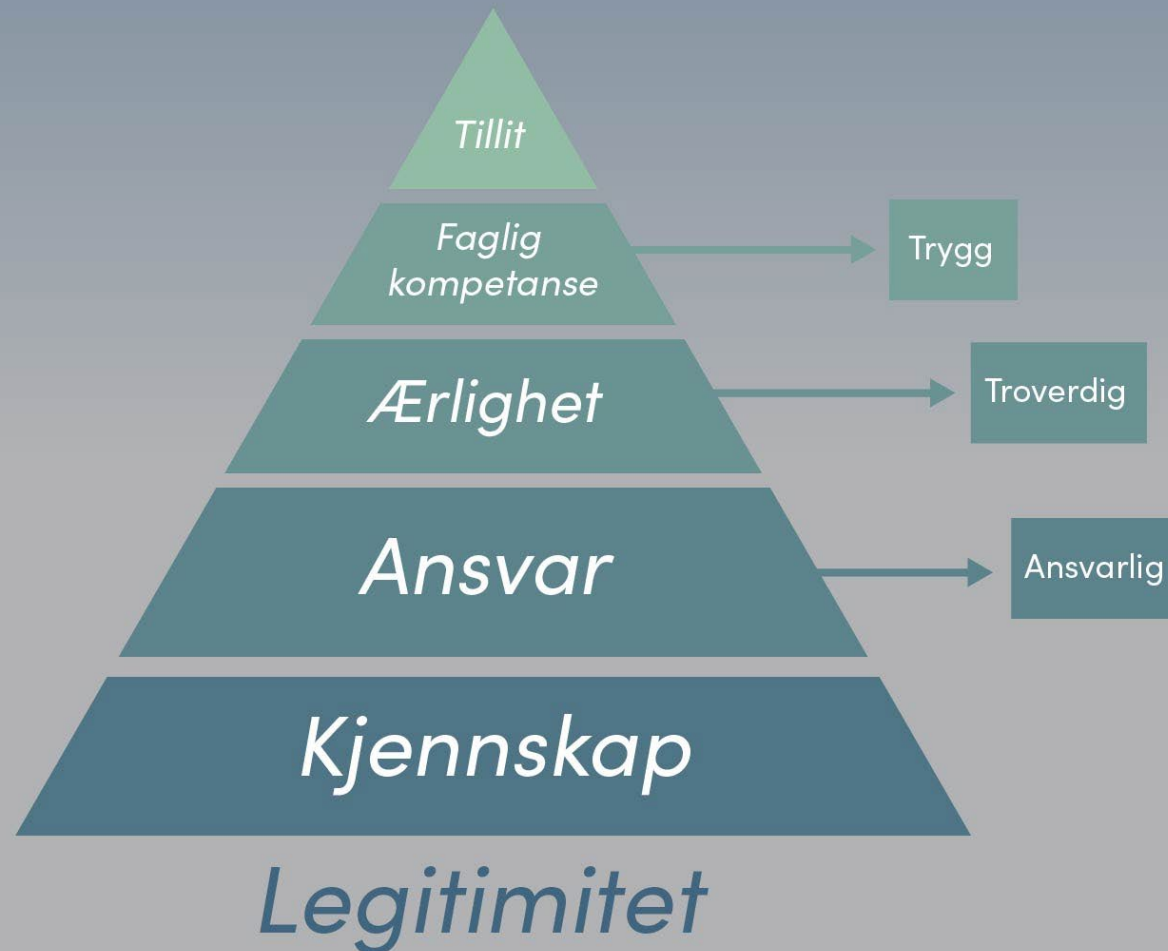 Tillit
Faglig
kompetanse
Trygg
Ærlighet
Troverdig
Ansvar
Ansvarlig
Kjennskap
Legitimitet